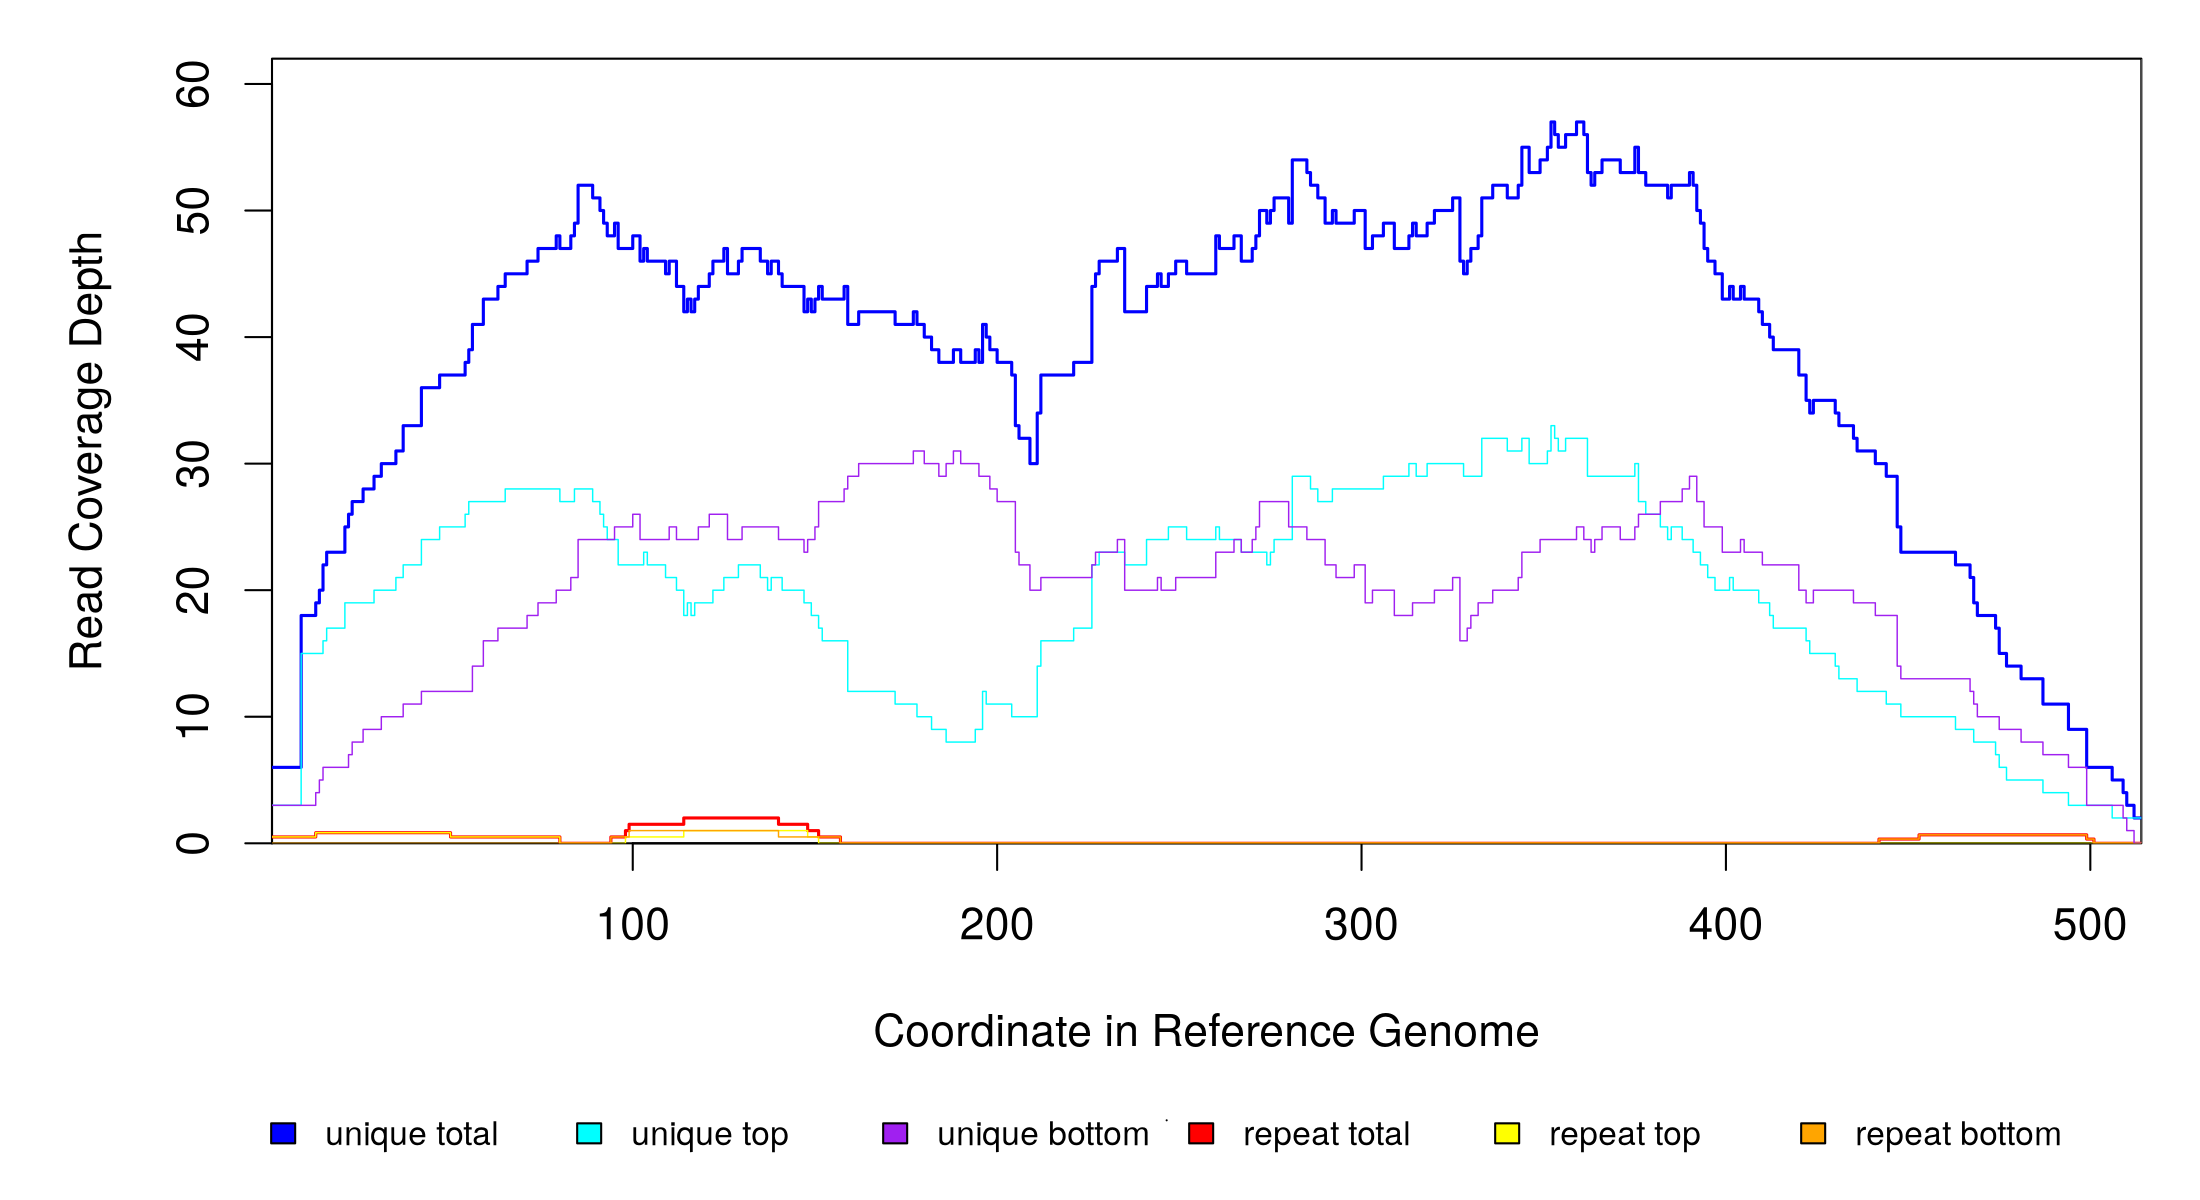 60
50
40
30
20
10
0
Read Coverage Depth
100 200 300 400 500
Coordinate in Reference Genome
unique total unique top unique bottom repeat total repeat top repeat bottom